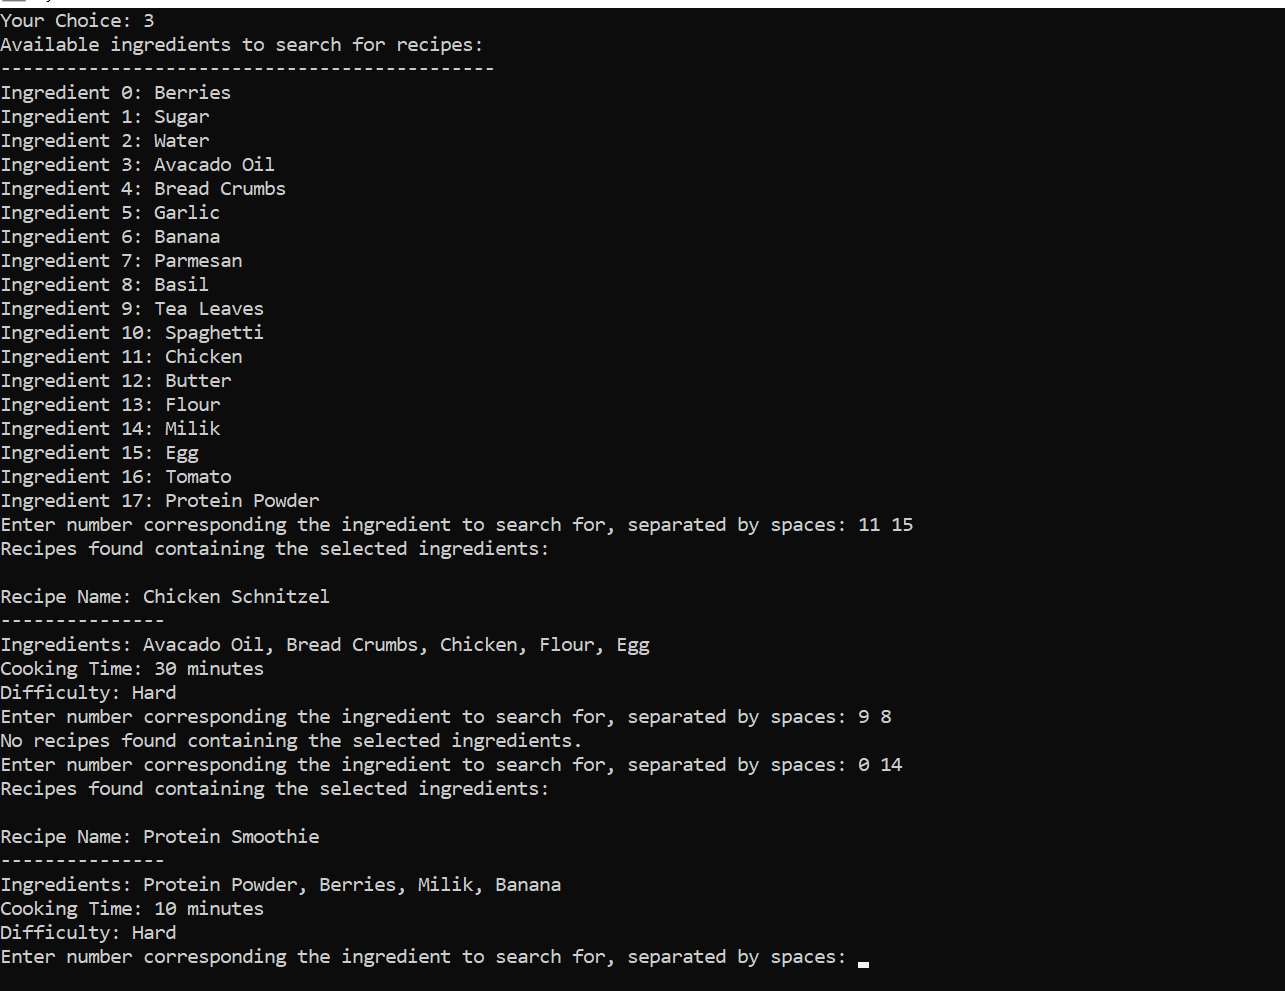 Your Choice: 3
Available ingredients to search for recipes:
---------------------------------------------
Ingredient 0: Berries
Ingredient 1: Sugar
Ingredient 2: Water
Ingredient 3: Avacado Oil
Ingredient 4: Bread Crumbs
Ingredient 5: Garlic
Ingredient 6: Banana
Ingredient 7: Parmesan
Ingredient 8: Basil
Ingredient 9: Tea Leaves
Ingredient 10: Spaghetti
Ingredient 11: Chicken
Ingredient 12: Butter
Ingredient 13: Flour
Ingredient 14: Milik
Ingredient 15: Egg
Ingredient 16: Tomato
Ingredient 17: Protein Powder
Enter number corresponding the ingredient to search for, separated by spaces: 11 15
Recipes found containing the selected ingredients:

Recipe Name: Chicken Schnitzel
---------------
Ingredients: Avacado Oil, Bread Crumbs, Chicken, Flour, Egg
Cooking Time: 30 minutes
Difficulty: Hard
Enter number corresponding the ingredient to search for, separated by spaces: 9 8
No recipes found containing the selected ingredients.
Enter number corresponding the ingredient to search for, separated by spaces: 0 14
Recipes found containing the selected ingredients:

Recipe Name: Protein Smoothie
---------------
Ingredients: Protein Powder, Berries, Milik, Banana
Cooking Time: 10 minutes
Difficulty: Hard
Enter number corresponding the ingredient to search for, separated by spaces: